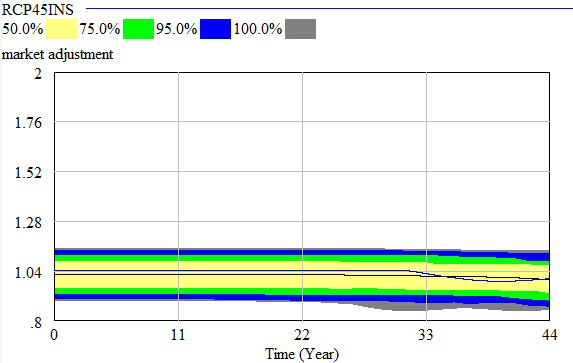 RCP45INS
50.0% 75.0% 95.0% 100.0%
market adjustment
2
1.76
1.52
1.28
1.04
.8
0 11 22 33 44
Time (Year)